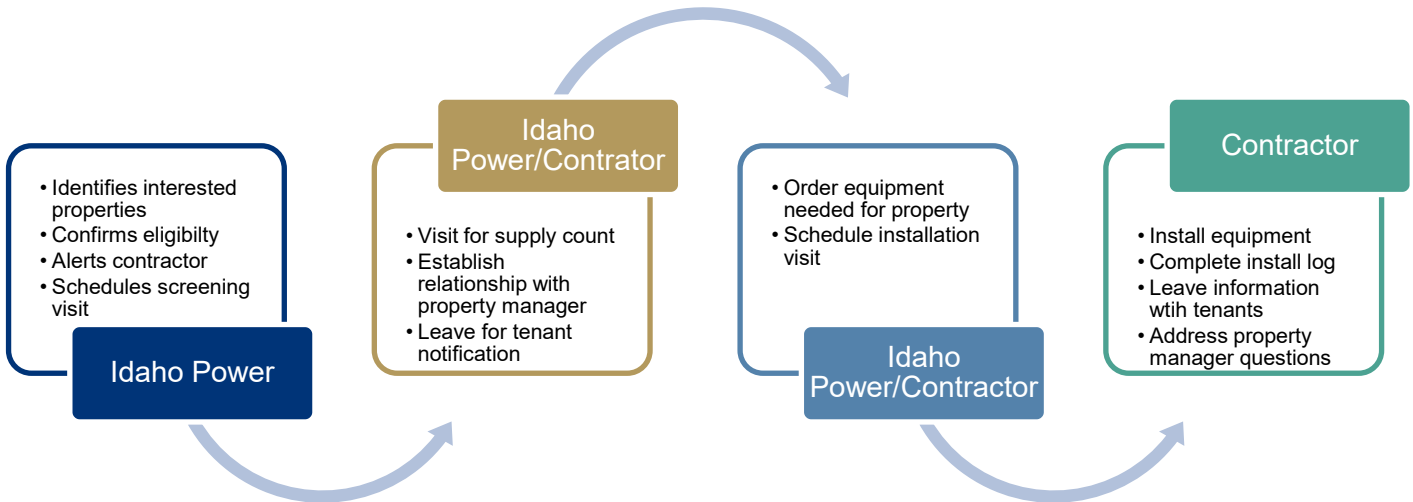 • Identifies interested
properties
• Confirms eligibilty
• Alerts contractor
• Schedules screening
visit
Idaho Power
Idaho
Power/Contrator
• Visit for supply count
• Establish
relationship with
property manager
• Leave for tenant
notification
• Order equipment
needed for property
• Schedule installation
visit
Idaho
Power/Contractor
Contractor
• Install equipment
• Complete install log
• Leave information
wtih tenants
• Address property
manager questions